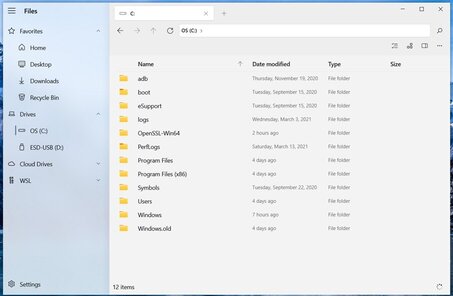 Files
Favorites
Home
Desktop
Downloads
Recycle Bin
Drives
OS (C:)
ESD-USB (D:)
Cloud Drives
WSL
Settings
C:
OS (C:)
Name Date modified Type Size
adb Thursday, November 19, 2020 File folder
boot Tuesday, September 15, 2020 File folder
eSupport Tuesday, September 15, 2020 File folder
logs Wednesday, March 3, 2021 File folder
OpenSSL-Win64 2 hours ago File folder
PerfLogs Saturday, March 13, 2021 File folder
Program Files 4 days ago File folder
Program Files (x86) 4 days ago File folder
Symbols Tuesday, September 22, 2020 File folder
Users 4 days ago File folder
Windows 7 hours ago File folder
Windows.old 4 days ago File folder
12 items